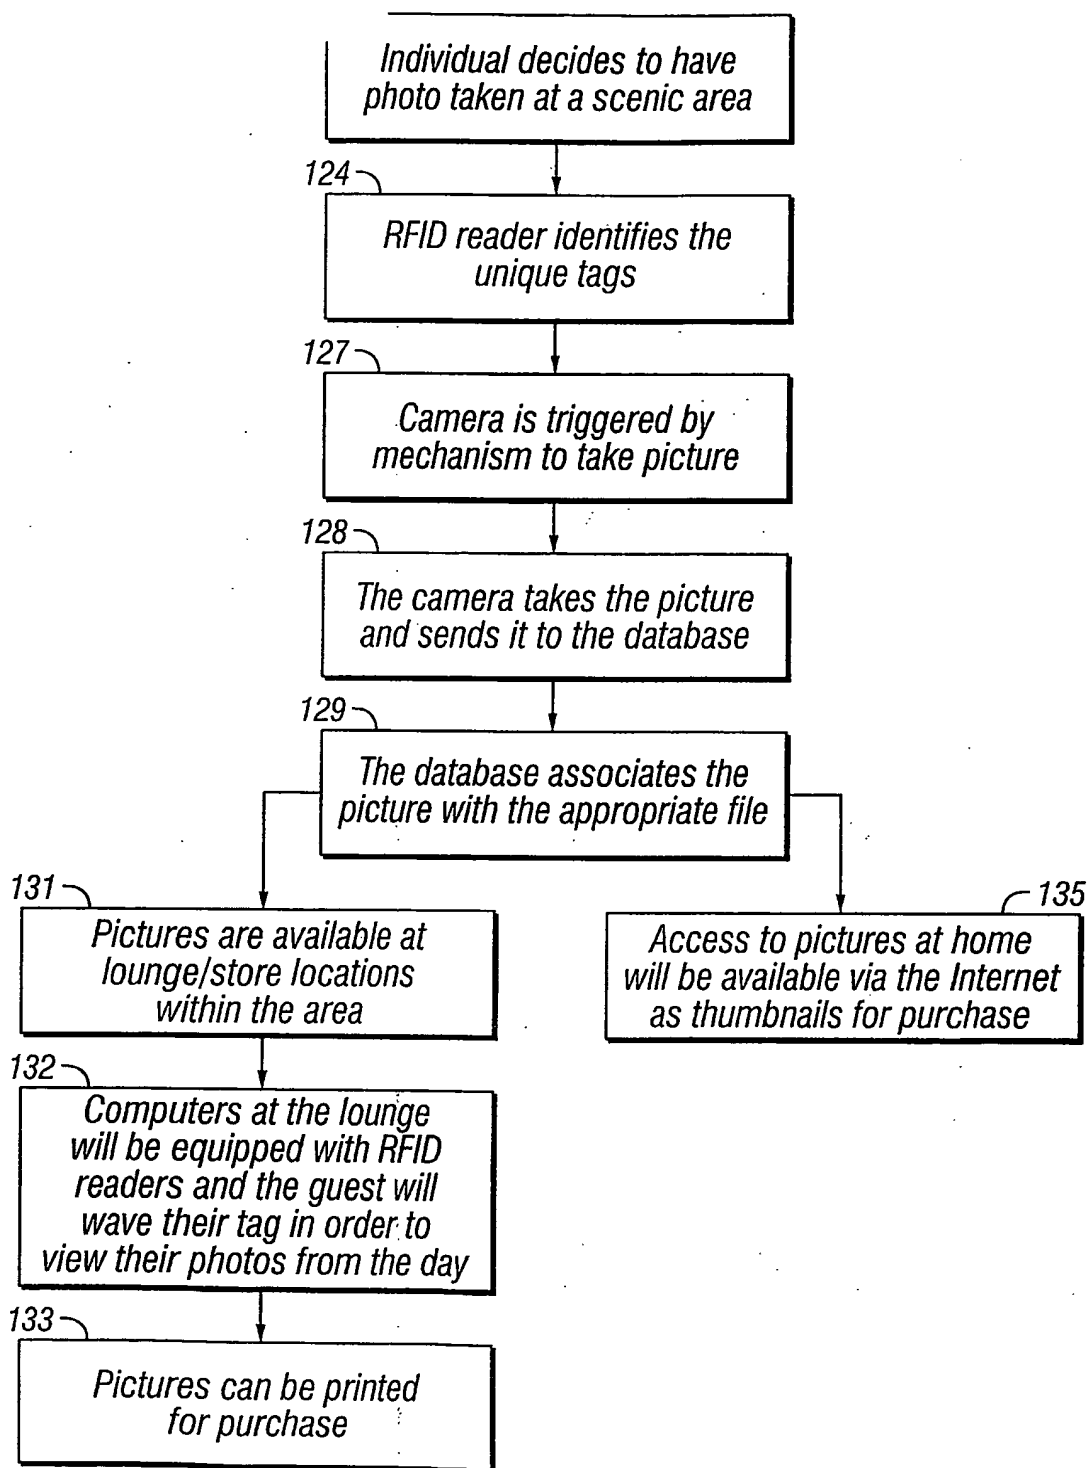 Individual decides to have
photo taken at a scenic area
124
RFID reader identifies the
unique tags
127
Camera is triggered by
mechanism to take picture
128
The camera takes the picture
and sends it to the database
129
The database associates the
picture with the appropriate file
131
Pictures are available at
lounge/store locations
within the area
135
Access to pictures at home
will be available via the Internet
as thumbnails for purchase
132
Computers at the lounge
will be equipped with RFID
readers and the guest will
wave their tag in order to
view their photos from the day
133
Pictures can be printed
for purchase